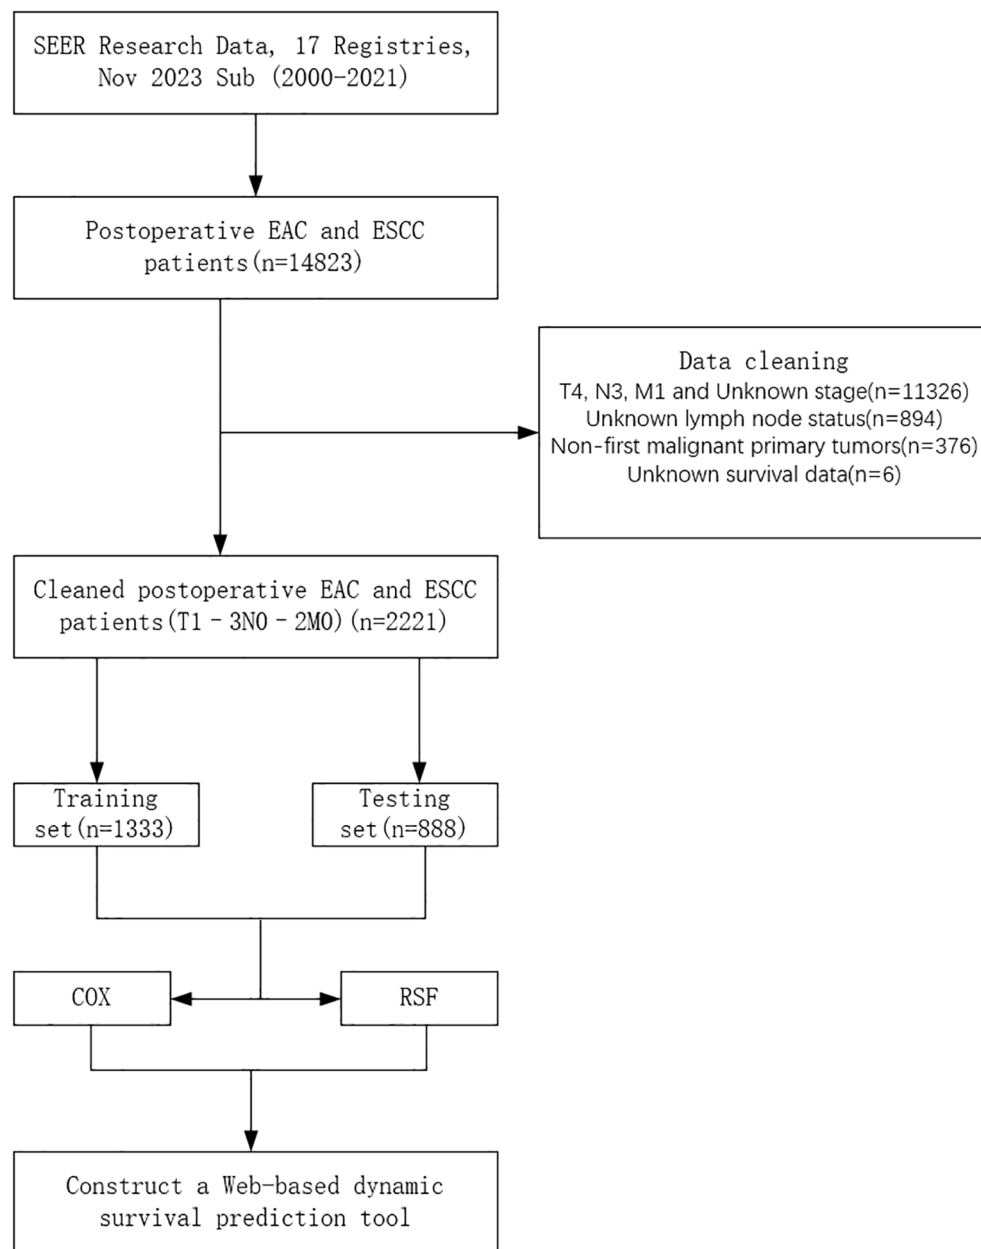 SEER Research Data, 17 Registries,
Nov 2023 Sub (2000-2021)
Postoperative EAC and ESCC
patients(n=14823)
Data cleaning
T4, N3, M1 and Unknown stage(n=11326)
Unknown lymph node status(n=894)
Non-first malignant primary tumors(n=376)
Unknown survival data(n=6)
Cleaned postoperative EAC and ESCC
patients(T1–3N0–2M0)(n=2221)
Training
set(n=1333)
Testing
set(n=888)
COX
RSF
Construct a Web-based dynamic
survival prediction tool